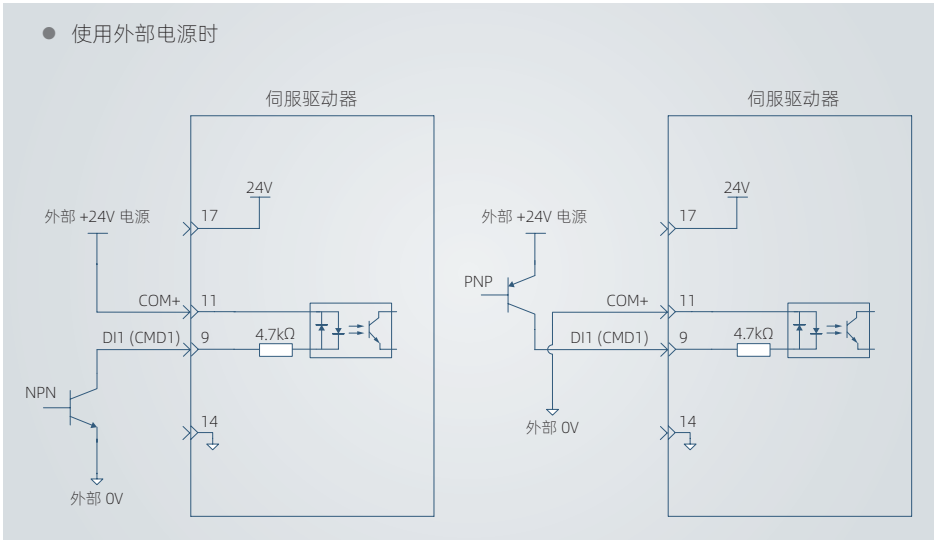 使用外部电源时
伺服驱动器
24V
外部 +24V 电源
17
COM+
11
DI1 (CMD1)
9
4.7kΩ
NPN
14
外部 0V
伺服驱动器
24V
外部 +24V 电源
17
PNP
COM+
11
DI1 (CMD1)
9
4.7kΩ
14
外部 0V